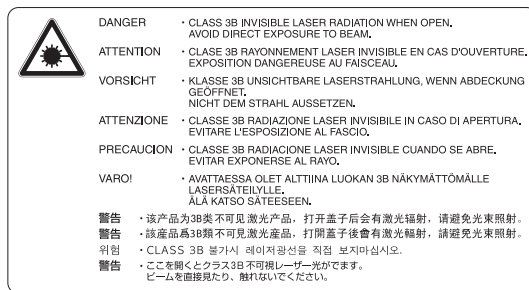 DANGER ・CLASS 3B INVISIBLE LASER RADIATION WHEN OPEN.
AVOID DIRECT EXPOSURE TO BEAM.
ATTENTION ・CLASE 3B RAYONNEMENT LASER INVISIBLE EN CAS D'OUVERTURE.
EXPOSITION DANGEREUSE AU FAISCEAU.
VORSICHT ・KLASSE 3B UNSICHTBARE LASERSTRAHLUNG, WENN ABDECKUNG
GEÖFFNET.
NICHT DEM STRAHL AUSSETZEN.
ATTENZIONE ・CLASSE 3B RADIAZIONE LASER INVISIBILE IN CASO DI APERTURA.
EVITARE L'ESPOSIZIONE AL FASCIO.
PRECAUCION ・CLASSE 3B RADIACIONE LASER INVISIBLE CUANDO SE ABRE.
EVITAR EXPONERSE AL RAYO.
VARO! ・AVATTAESSA OLET ALTTIINA LUOKAN 3B NÄKYMÄTTÖMÄLLE
LASERSÄTEILYLLE.
ÄLÄ KATSO SÄTEESEEN.
警告 ・该产品为3B类不可见激光产品，打开盖子后会有激光辐射，请避免光束照射。
警告 ・該産品爲3B類不可見激光産品，打開蓋子後會有激光輻射，請避免光束照射。
위험 ・CLASS 3B 불가시 레이저광선을 직접 보지마십시오.
警告 ・ここを開くとクラス3B不可視レーザー光がでます。
ビームを直接見たり、触れないでください。